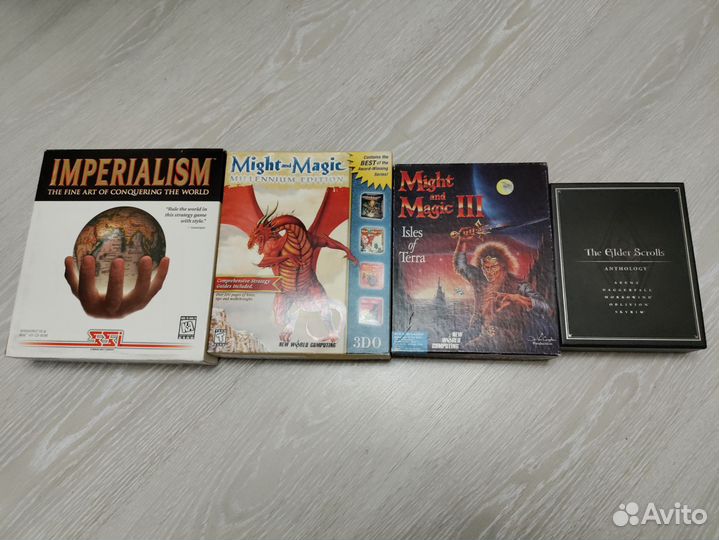 IMPERIALISM
THE FINE ART OF CONQUERING THE WORLD
"Rule the world in
this strategy game
with style."
SSI
Might and Magic
MILLENNIUM EDITION
Contains the
BEST of the
Award-Winning
Series!
Comprehensive Strategy
Guides Included.
NEW WORLD COMPUTING
3DO
Might
and
Magic III
Isles
of
Terra
NEW
WORLD
COMPUTING
The Elder Scrolls
ANTHOLOGY
ARENA
DAGGERFALL
MORROWIND
OBLIVION
SKYRIM
Avito